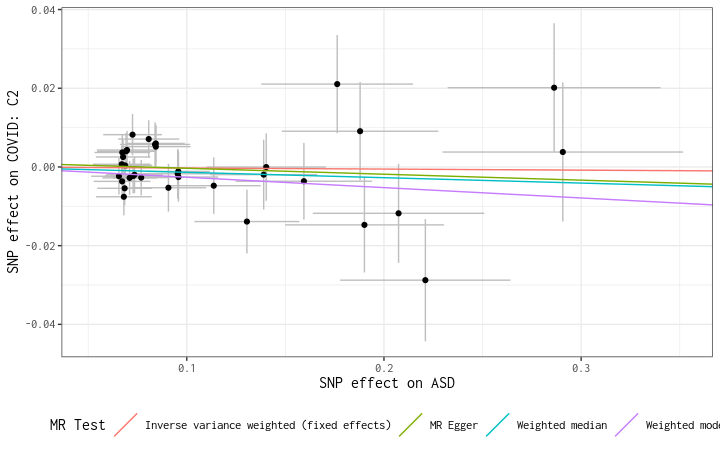 0.04
0.02
0.00
-0.02
-0.04
SNP effect on COVID: C2
0.1 0.2 0.3
SNP effect on ASD
MR Test Inverse variance weighted (fixed effects) MR Egger Weighted median Weighted mode